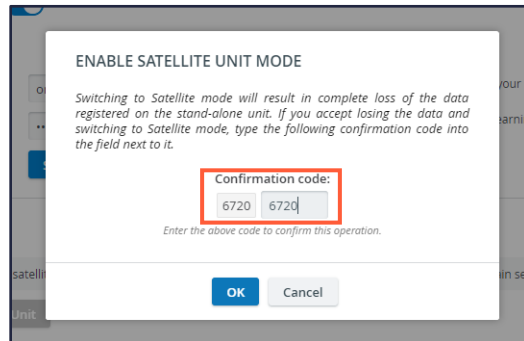 ENABLE SATELLITE UNIT MODE
your
Switching to Satellite mode will result in complete loss of the data
registered on the stand-alone unit. If you accept losing the data and
switching to Satellite mode, type the following confirmation code into
the field next to it.
Confirmation code:
6720 6720
Enter the above code to confirm this operation.
OK Cancel
Unit